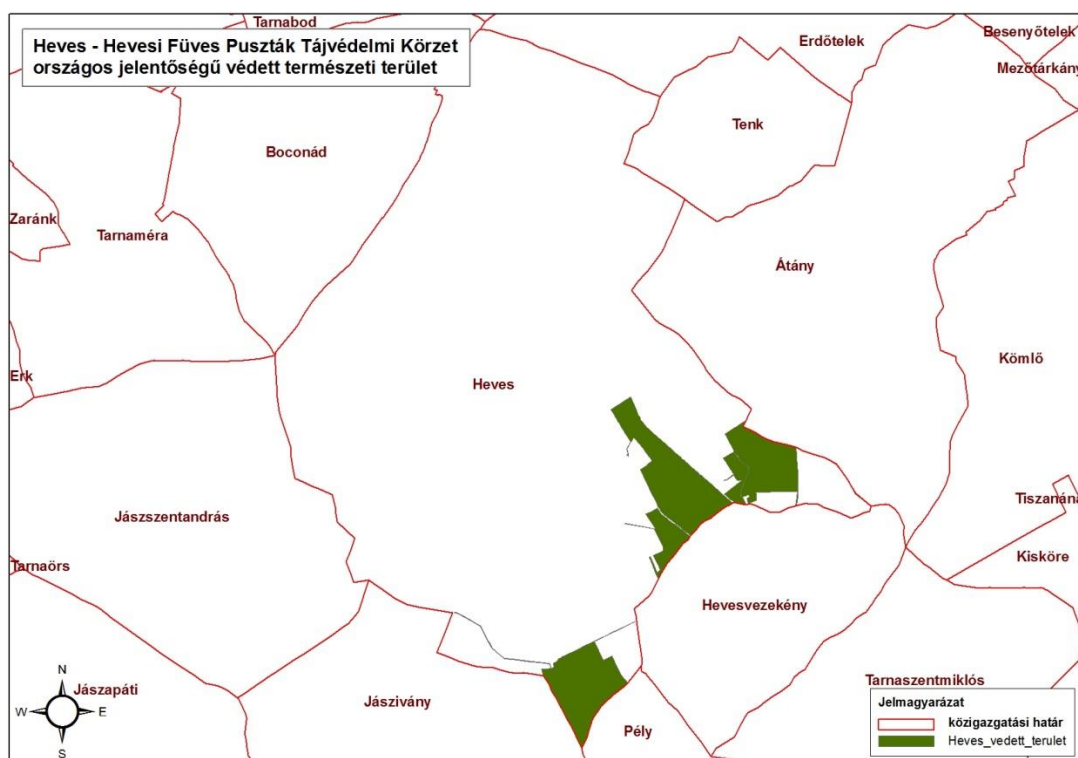 Heves - Hevesi Füves Puszták Tájvédelmi Körzet
országos jelentőségű védett természeti terület
Tarnabod
Erdőtelek
Besenyőtelek
Mezőtárkány
Tenk
Boconád
Zaránk
Tarnaméra
Átány
Kömlő
Erk
Heves
Jászszentandrás
Tiszanána
Kisköre
Tarnaörs
Hevesvezekény
Tarnaszentmiklós
N
W
E
S
Jászapáti
Jászivány
Pély
Jelmagyarázat
közigazgatási határ
Heves_vedett_terulet